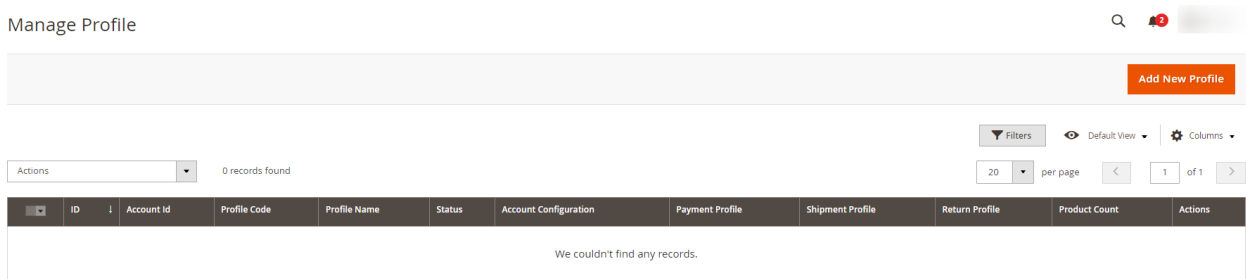 Manage Profile
2
Add New Profile
Filters
Default View
Columns
Actions
0 records found
20
per page
1
of 1
ID ↓ Account Id Profile Code Profile Name Status Account Configuration Payment Profile Shipment Profile Return Profile Product Count Actions
We couldn't find any records.